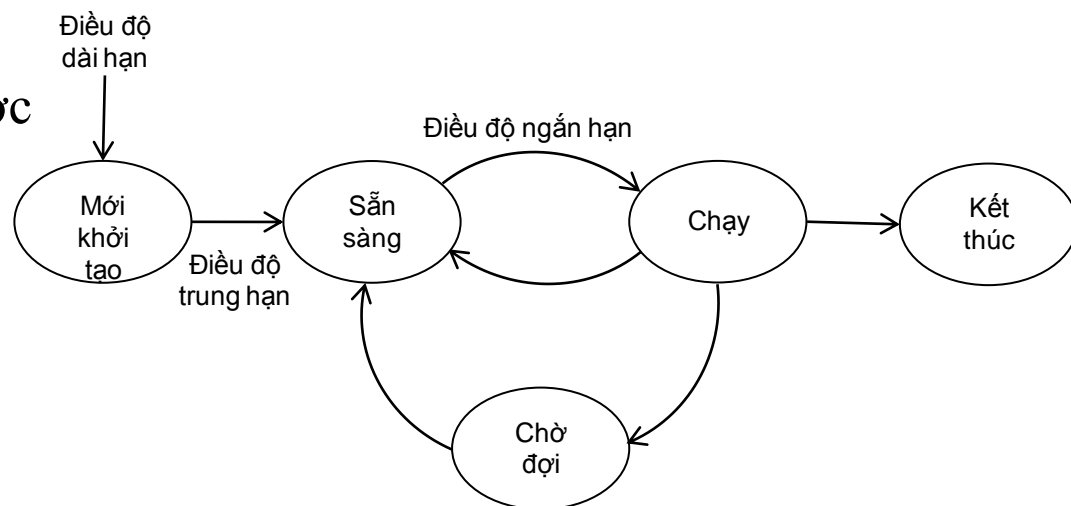 Điều độ
dài hạn
ợc
Điều độ ngắn hạn
Mới
khởi
tạo
Sẵn
sàng
Chạy
Kết
thúc
Điều độ
trung hạn
Chờ
đợi